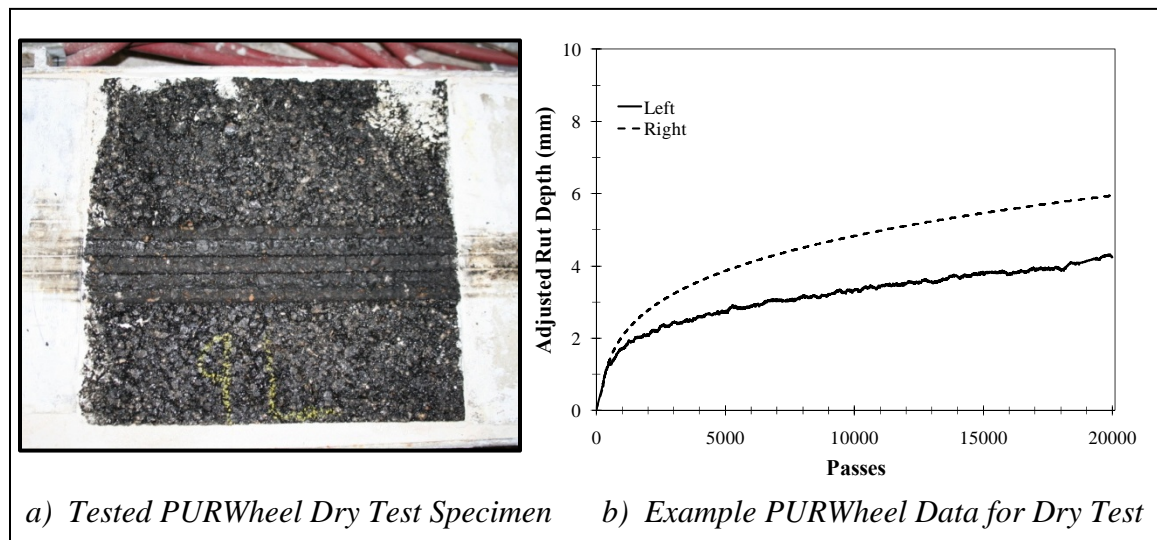 9L
10
8
6
4
2
0
Adjusted Rut Depth (mm)
Left
Right
0 5000 10000 15000 20000
Passes
a) Tested PURWheel Dry Test Specimen
b) Example PURWheel Data for Dry Test